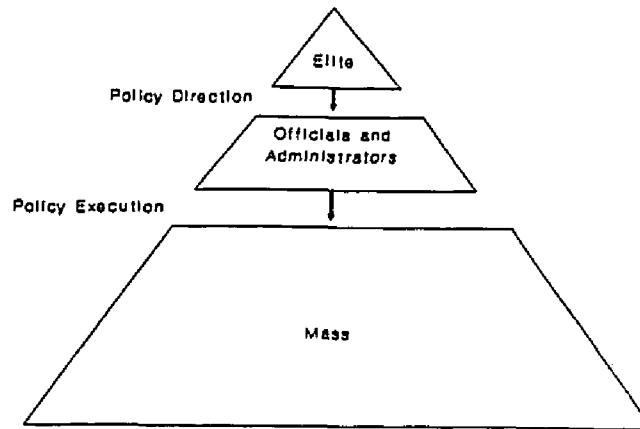 Elite
Policy Direction
Officials and
Administrators
Policy Execution
Mass